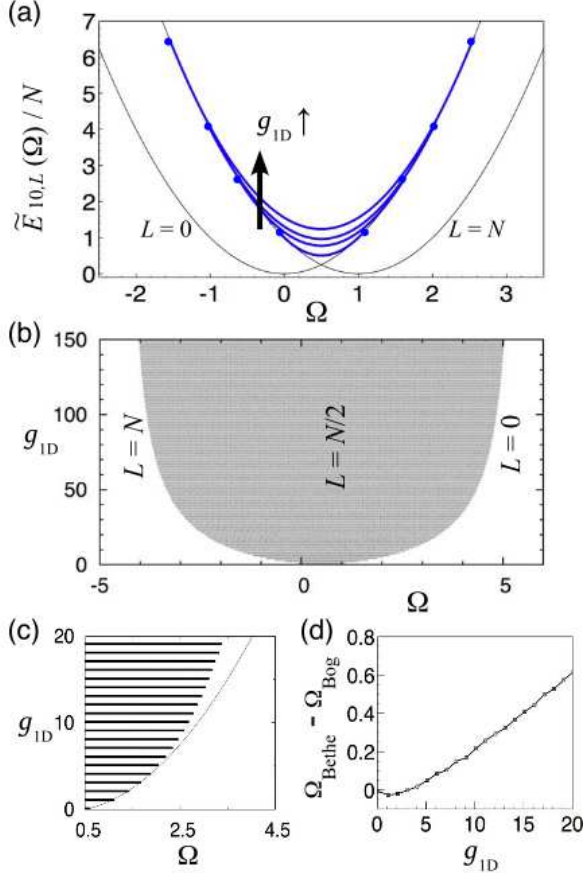 (a)
7
6
5
4
3
2
1
0
Ẽ10,L(Ω) / N
g1D ↑
L = 0
L = N
-2 -1 0 1 2 3
Ω
(b)
150
100
50
0
g1D
L = N
L = N/2
L = 0
-5 0 5
Ω
(c)
20
10
0
g1D
0.5 2.5 4.5
Ω
(d)
0.8
0.6
0.4
0.2
0
ΩBethe - ΩBog
0 5 10 15 20
g1D